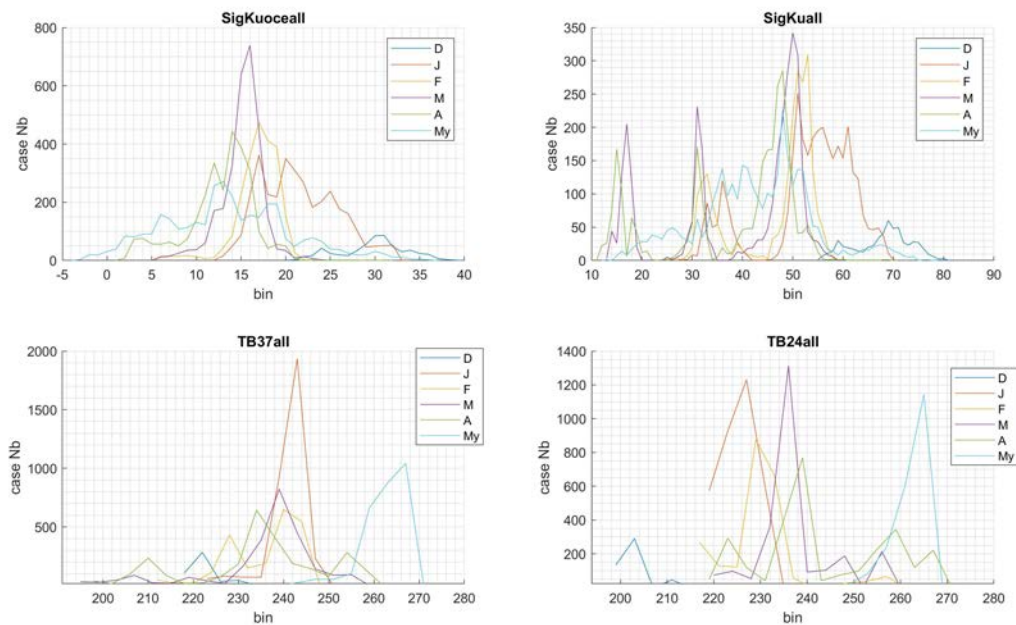 SigKuoceall
800
600
400
200
0
case Nb
-5 0 5 10 15 20 25 30 35 40
bin
D
J
F
M
A
My
SigKuall
350
300
250
200
150
100
50
0
case Nb
10 20 30 40 50 60 70 80 90
bin
D
J
F
M
A
My
TB37all
2000
1500
1000
500
case Nb
200 210 220 230 240 250 260 270 280
bin
D
J
F
M
A
My
TB24all
1400
1200
1000
800
600
400
200
case Nb
200 210 220 230 240 250 260 270 280
bin
D
J
F
M
A
My